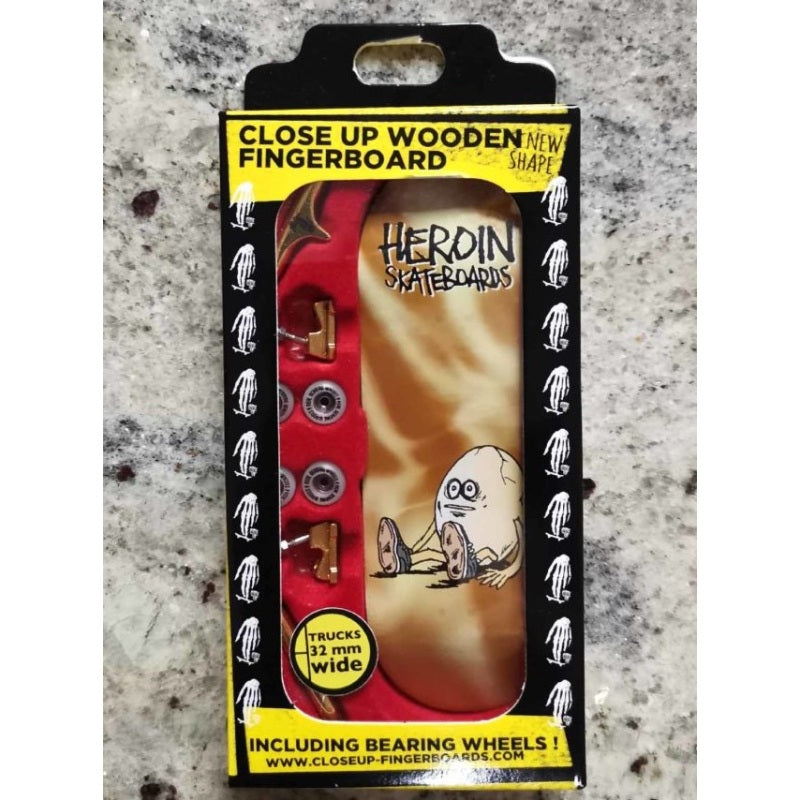 CLOSE UP WOODEN
FINGERBOARD
NEW
SHAPE
HEROIN
SKATEBOARDS
TRUCKS
32 mm
wide
INCLUDING BEARING WHEELS !
WWW.CLOSEUP-FINGERBOARDS.COM